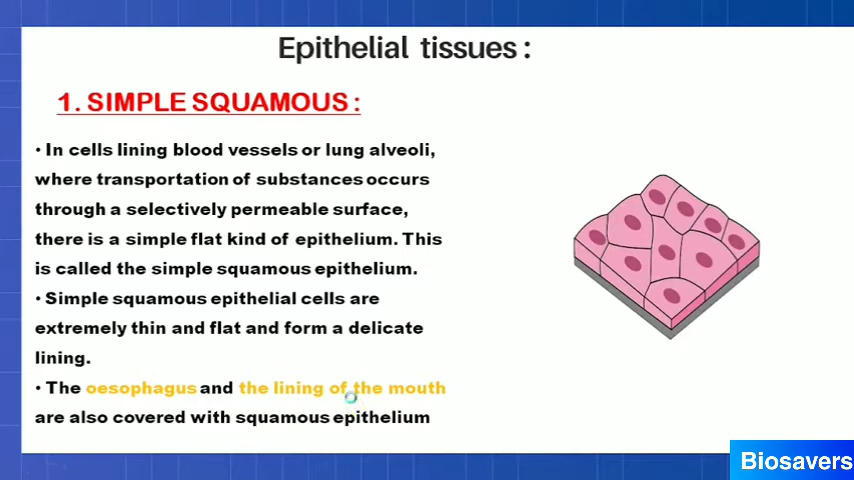 Epithelial tissues :
1. SIMPLE SQUAMOUS :
• In cells lining blood vessels or lung alveoli,
where transportation of substances occurs
through a selectively permeable surface,
there is a simple flat kind of epithelium. This
is called the simple squamous epithelium.
• Simple squamous epithelial cells are
extremely thin and flat and form a delicate
lining.
• The oesophagus and the lining of the mouth
are also covered with squamous epithelium
Biosavers